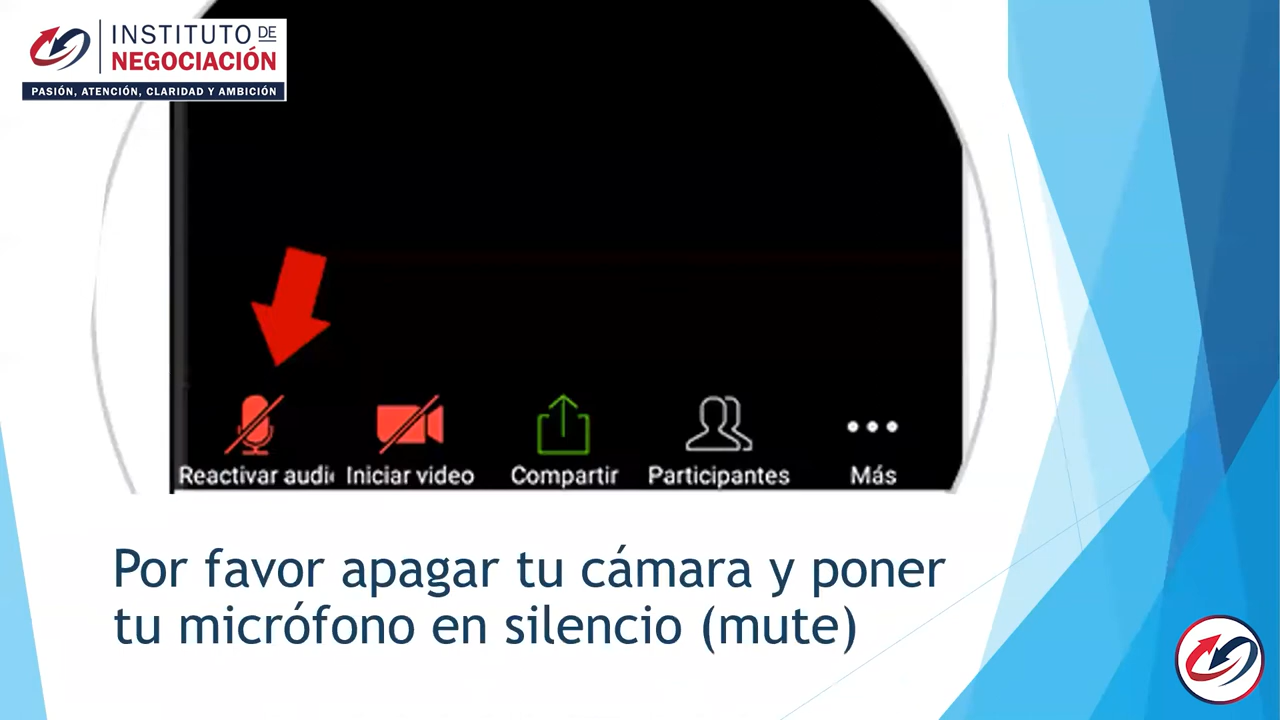 INSTITUTO DE
NEGOCIACIÓN
PASIÓN, ATENCIÓN, CLARIDAD Y AMBICIÓN
Reactivar audi
Iniciar video
Compartir
Participantes
Más
Por favor apagar tu cámara y poner
tu micrófono en silencio (mute)